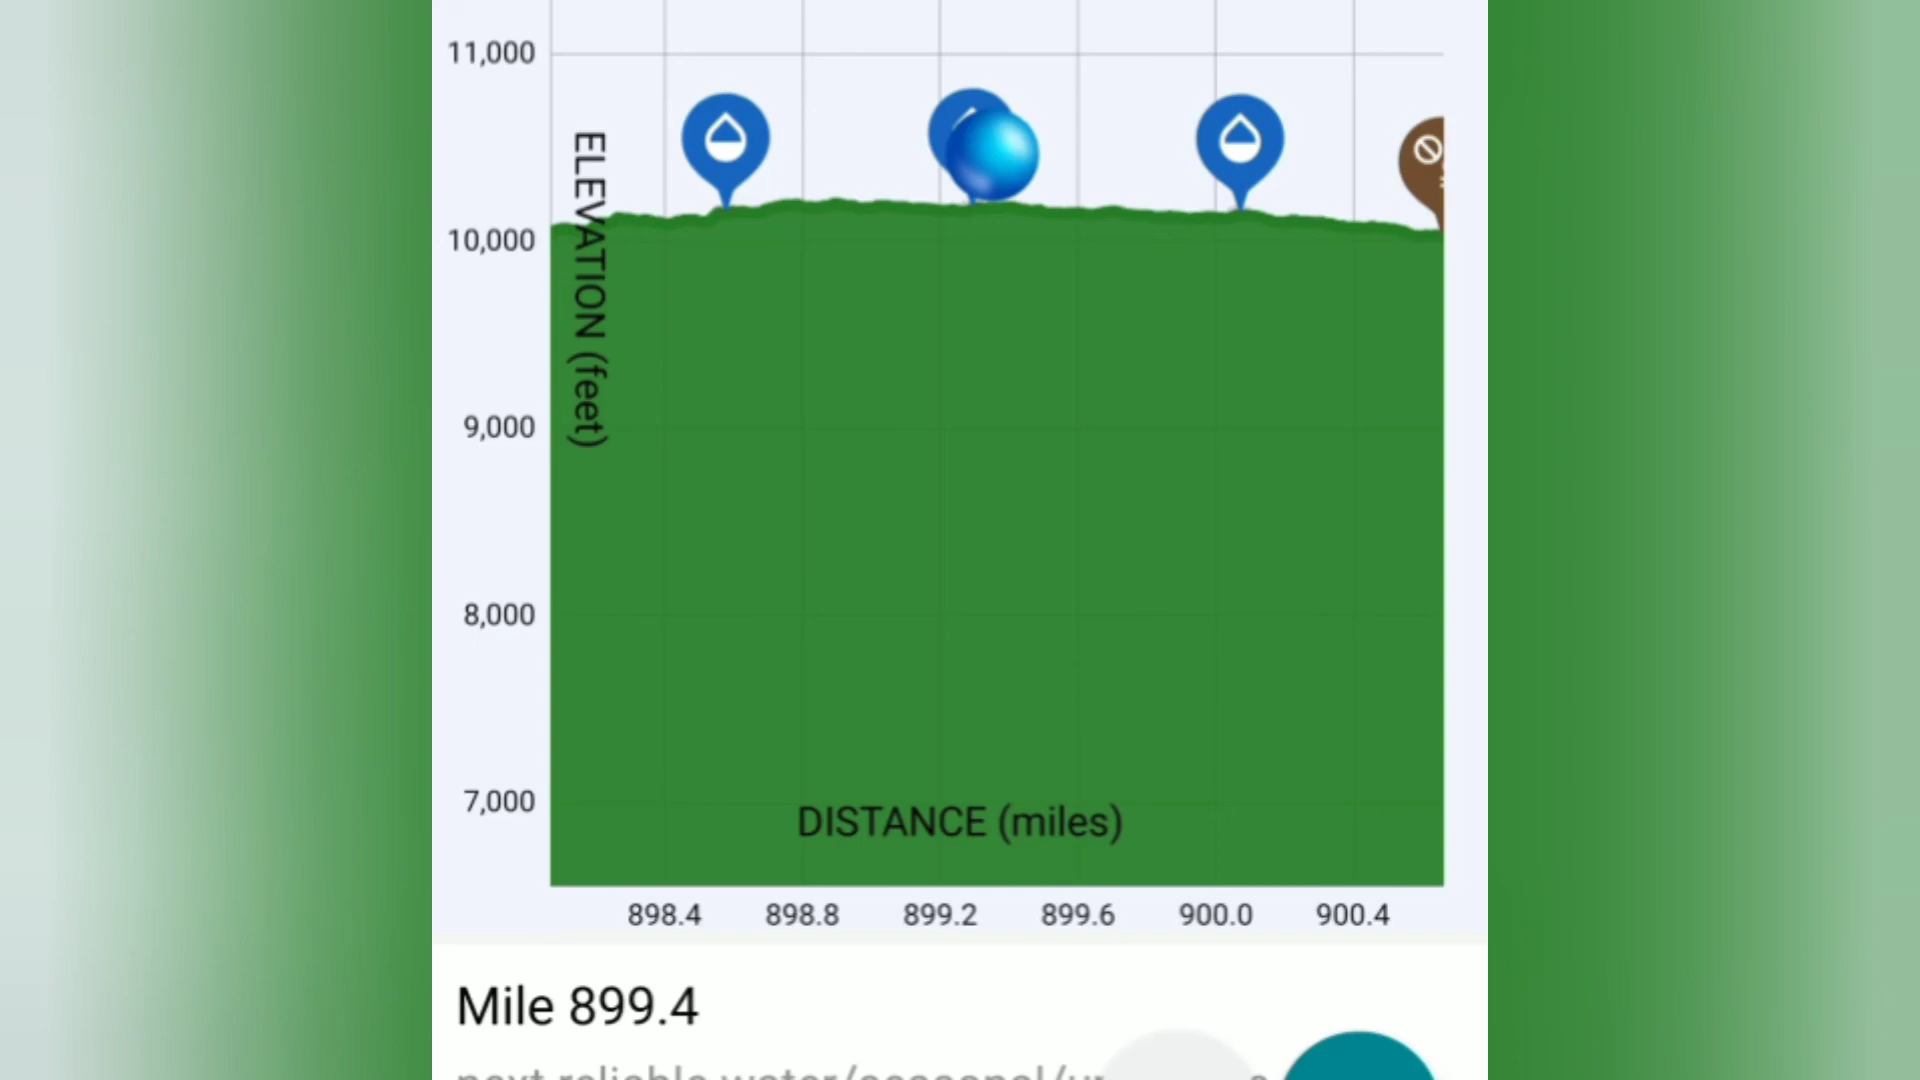 11,000
10,000
9,000
8,000
7,000
ELEVATION (feet)
DISTANCE (miles)
898.4 898.8 899.2 899.6 900.0 900.4
Mile 899.4
next reliable water/seasonal/